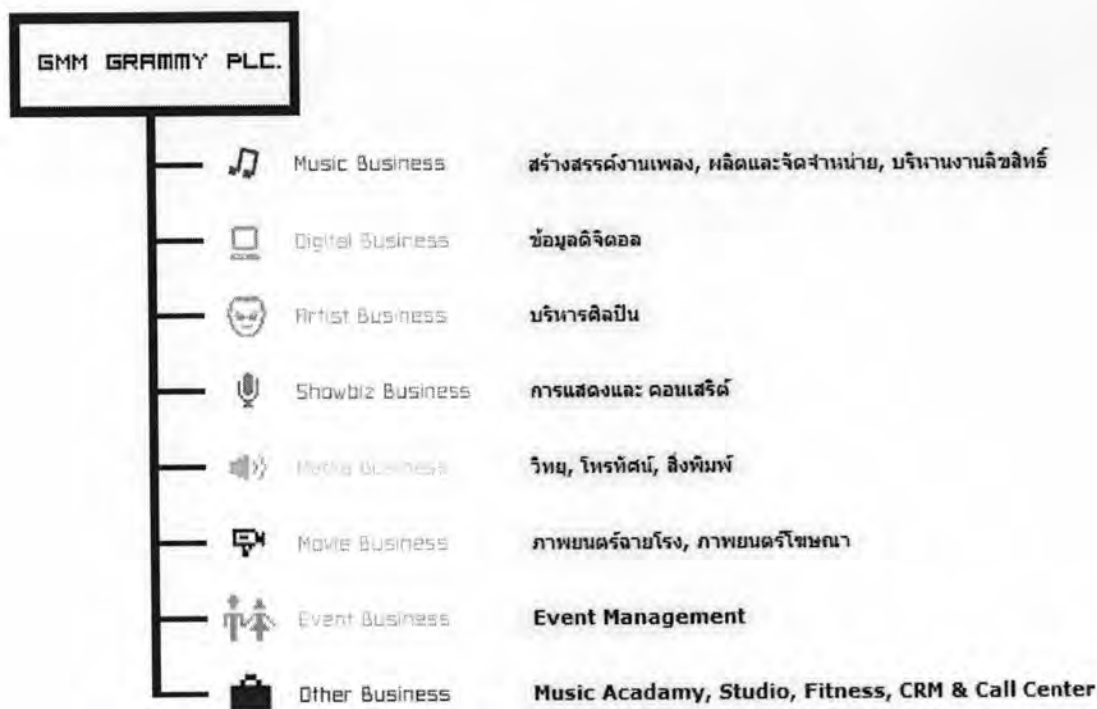 GMM GRAMMY PLC.
Music Business สร้างสรรค์งานเพลง, ผลิตและจัดจำหน่าย, บริหารงานลิขสิทธิ์
Digital Business ข้อมูลดิจิตอล
Artist Business บริหารศิลปิน
Showbiz Business การแสดงและ คอนเสริต์
Media Business วิทยุ, โทรทัศน์, สิ่งพิมพ์
Movie Business ภาพยนตร์ฉายโรง, ภาพยนตร์โฆษณา
Event Business Event Management
Other Business Music Acadamy, Studio, Fitness, CRM & Call Center